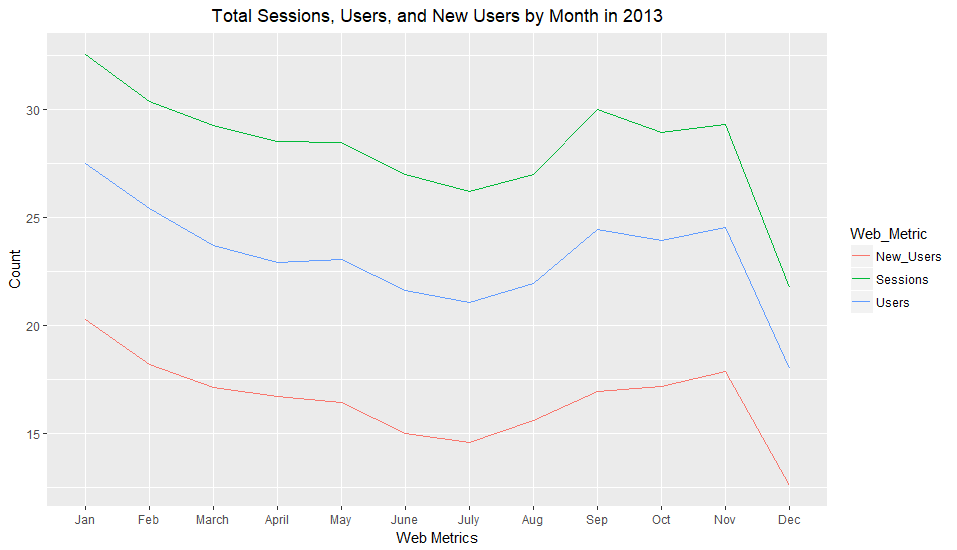 Total Sessions, Users, and New Users by Month in 2013
Count
30
25
20
15
Jan Feb March April May June July Aug Sep Oct Nov Dec
Web Metrics
Web_Metric
New_Users
Sessions
Users